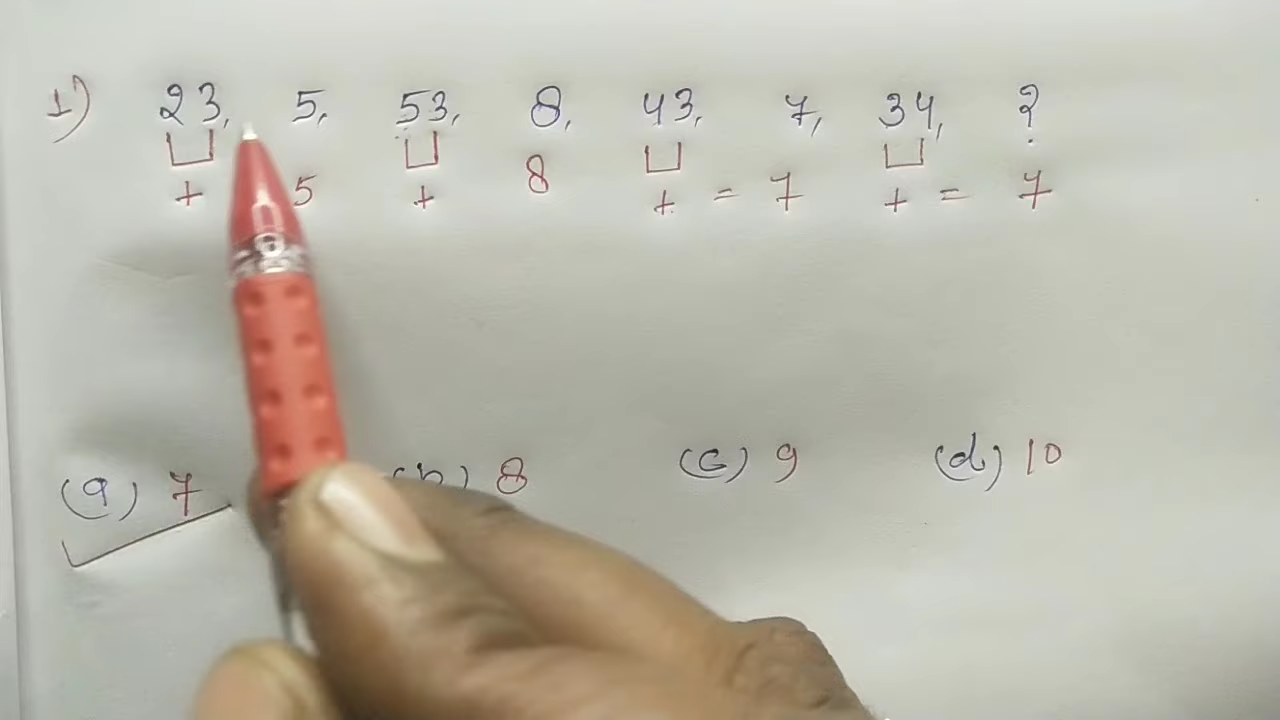 1) 23, 5, 53, 8, 43, 7, 34, ?
+ 5 + 8 + = 7 + = 7
(a) 7 (b) 8 (c) 9 (d) 10